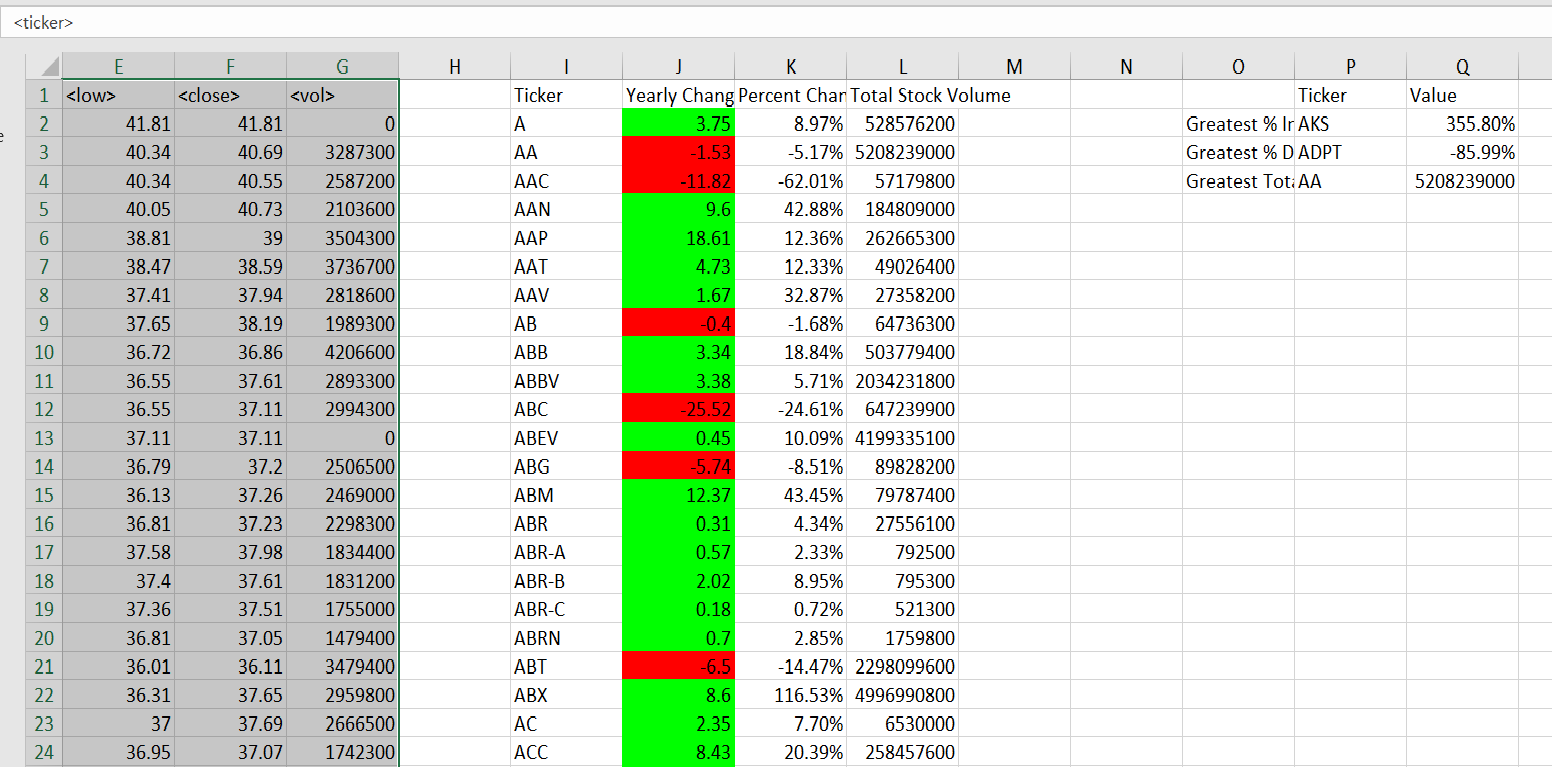 <ticker>
E F G H I J K L M N O P Q
1 <low> <close> <vol> Ticker Yearly Chang Percent Chan Total Stock Volume Ticker Value
2 41.81 41.81 0 A 3.75 8.97% 528576200 Greatest % In AKS 355.80%
3 40.34 40.69 3287300 AA -1.53 -5.17% 5208239000 Greatest % D ADPT -85.99%
4 40.34 40.55 2587200 AAC -11.82 -62.01% 57179800 Greatest Tota AA 5208239000
5 40.05 40.73 2103600 AAN 9.6 42.88% 184809000
6 38.81 39 3504300 AAP 18.61 12.36% 262665300
7 38.47 38.59 3736700 AAT 4.73 12.33% 49026400
8 37.41 37.94 2818600 AAV 1.67 32.87% 27358200
9 37.65 38.19 1989300 AB -0.4 -1.68% 64736300
10 36.72 36.86 4206600 ABB 3.34 18.84% 503779400
11 36.55 37.61 2893300 ABBV 3.38 5.71% 2034231800
12 36.55 37.11 2994300 ABC -25.52 -24.61% 647239900
13 37.11 37.11 0 ABEV 0.45 10.09% 4199335100
14 36.79 37.2 2506500 ABG -5.74 -8.51% 89828200
15 36.13 37.26 2469000 ABM 12.37 43.45% 79787400
16 36.81 37.23 2298300 ABR 0.31 4.34% 27556100
17 37.58 37.98 1834400 ABR-A 0.57 2.33% 792500
18 37.4 37.61 1831200 ABR-B 2.02 8.95% 795300
19 37.36 37.51 1755000 ABR-C 0.18 0.72% 521300
20 36.81 37.05 1479400 ABRN 0.7 2.85% 1759800
21 36.01 36.11 3479400 ABT -6.5 -14.47% 2298099600
22 36.31 37.65 2959800 ABX 8.6 116.53% 4996990800
23 37 37.69 2666500 AC 2.35 7.70% 6530000
24 36.95 37.07 1742300 ACC 8.43 20.39% 258457600